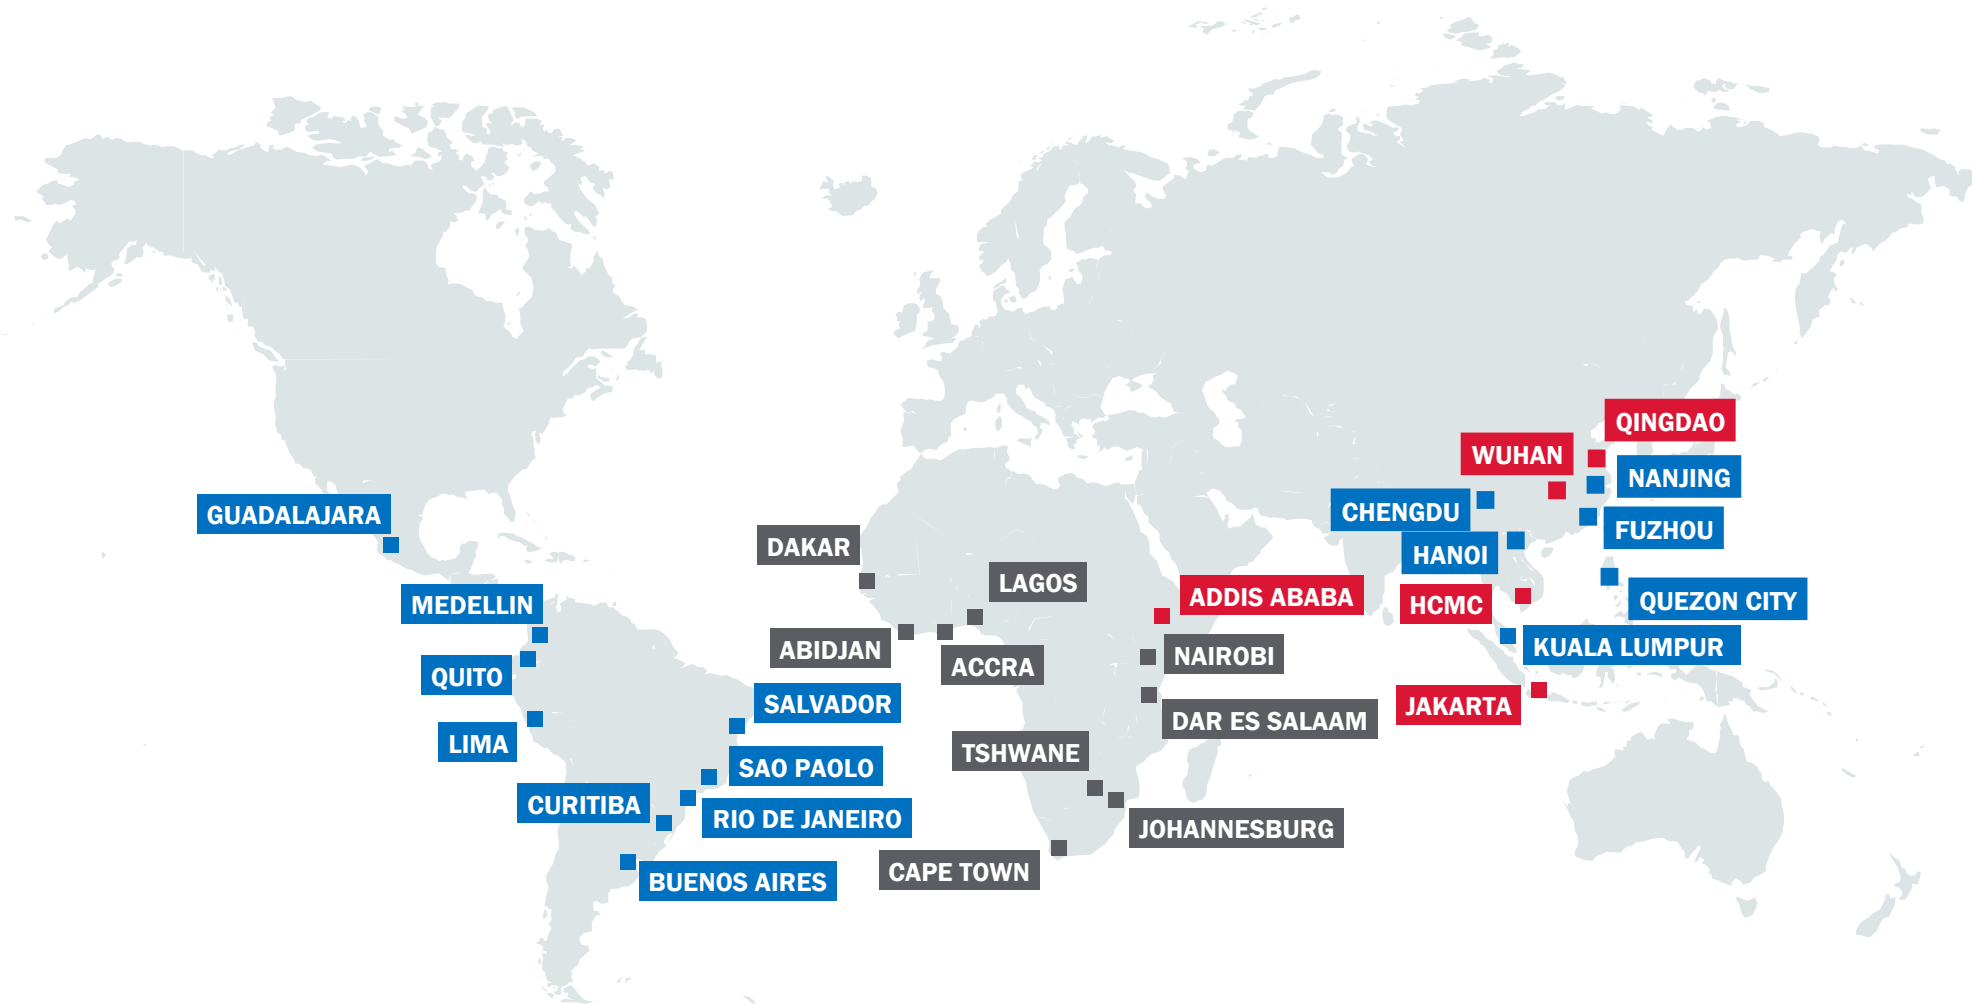 QINGDAO
WUHAN
NANJING
CHENGDU
GUADALAJARA
FUZHOU
DAKAR
HANOI
LAGOS
ADDIS ABABA
QUEZON CITY
MEDELLIN
HCMC
KUALA LUMPUR
ABIDJAN
NAIROBI
ACCRA
QUITO
SALVADOR
JAKARTA
DAR ES SALAAM
LIMA
TSHWANE
SAO PAOLO
CURITIBA
RIO DE JANEIRO
JOHANNESBURG
CAPE TOWN
BUENOS AIRES